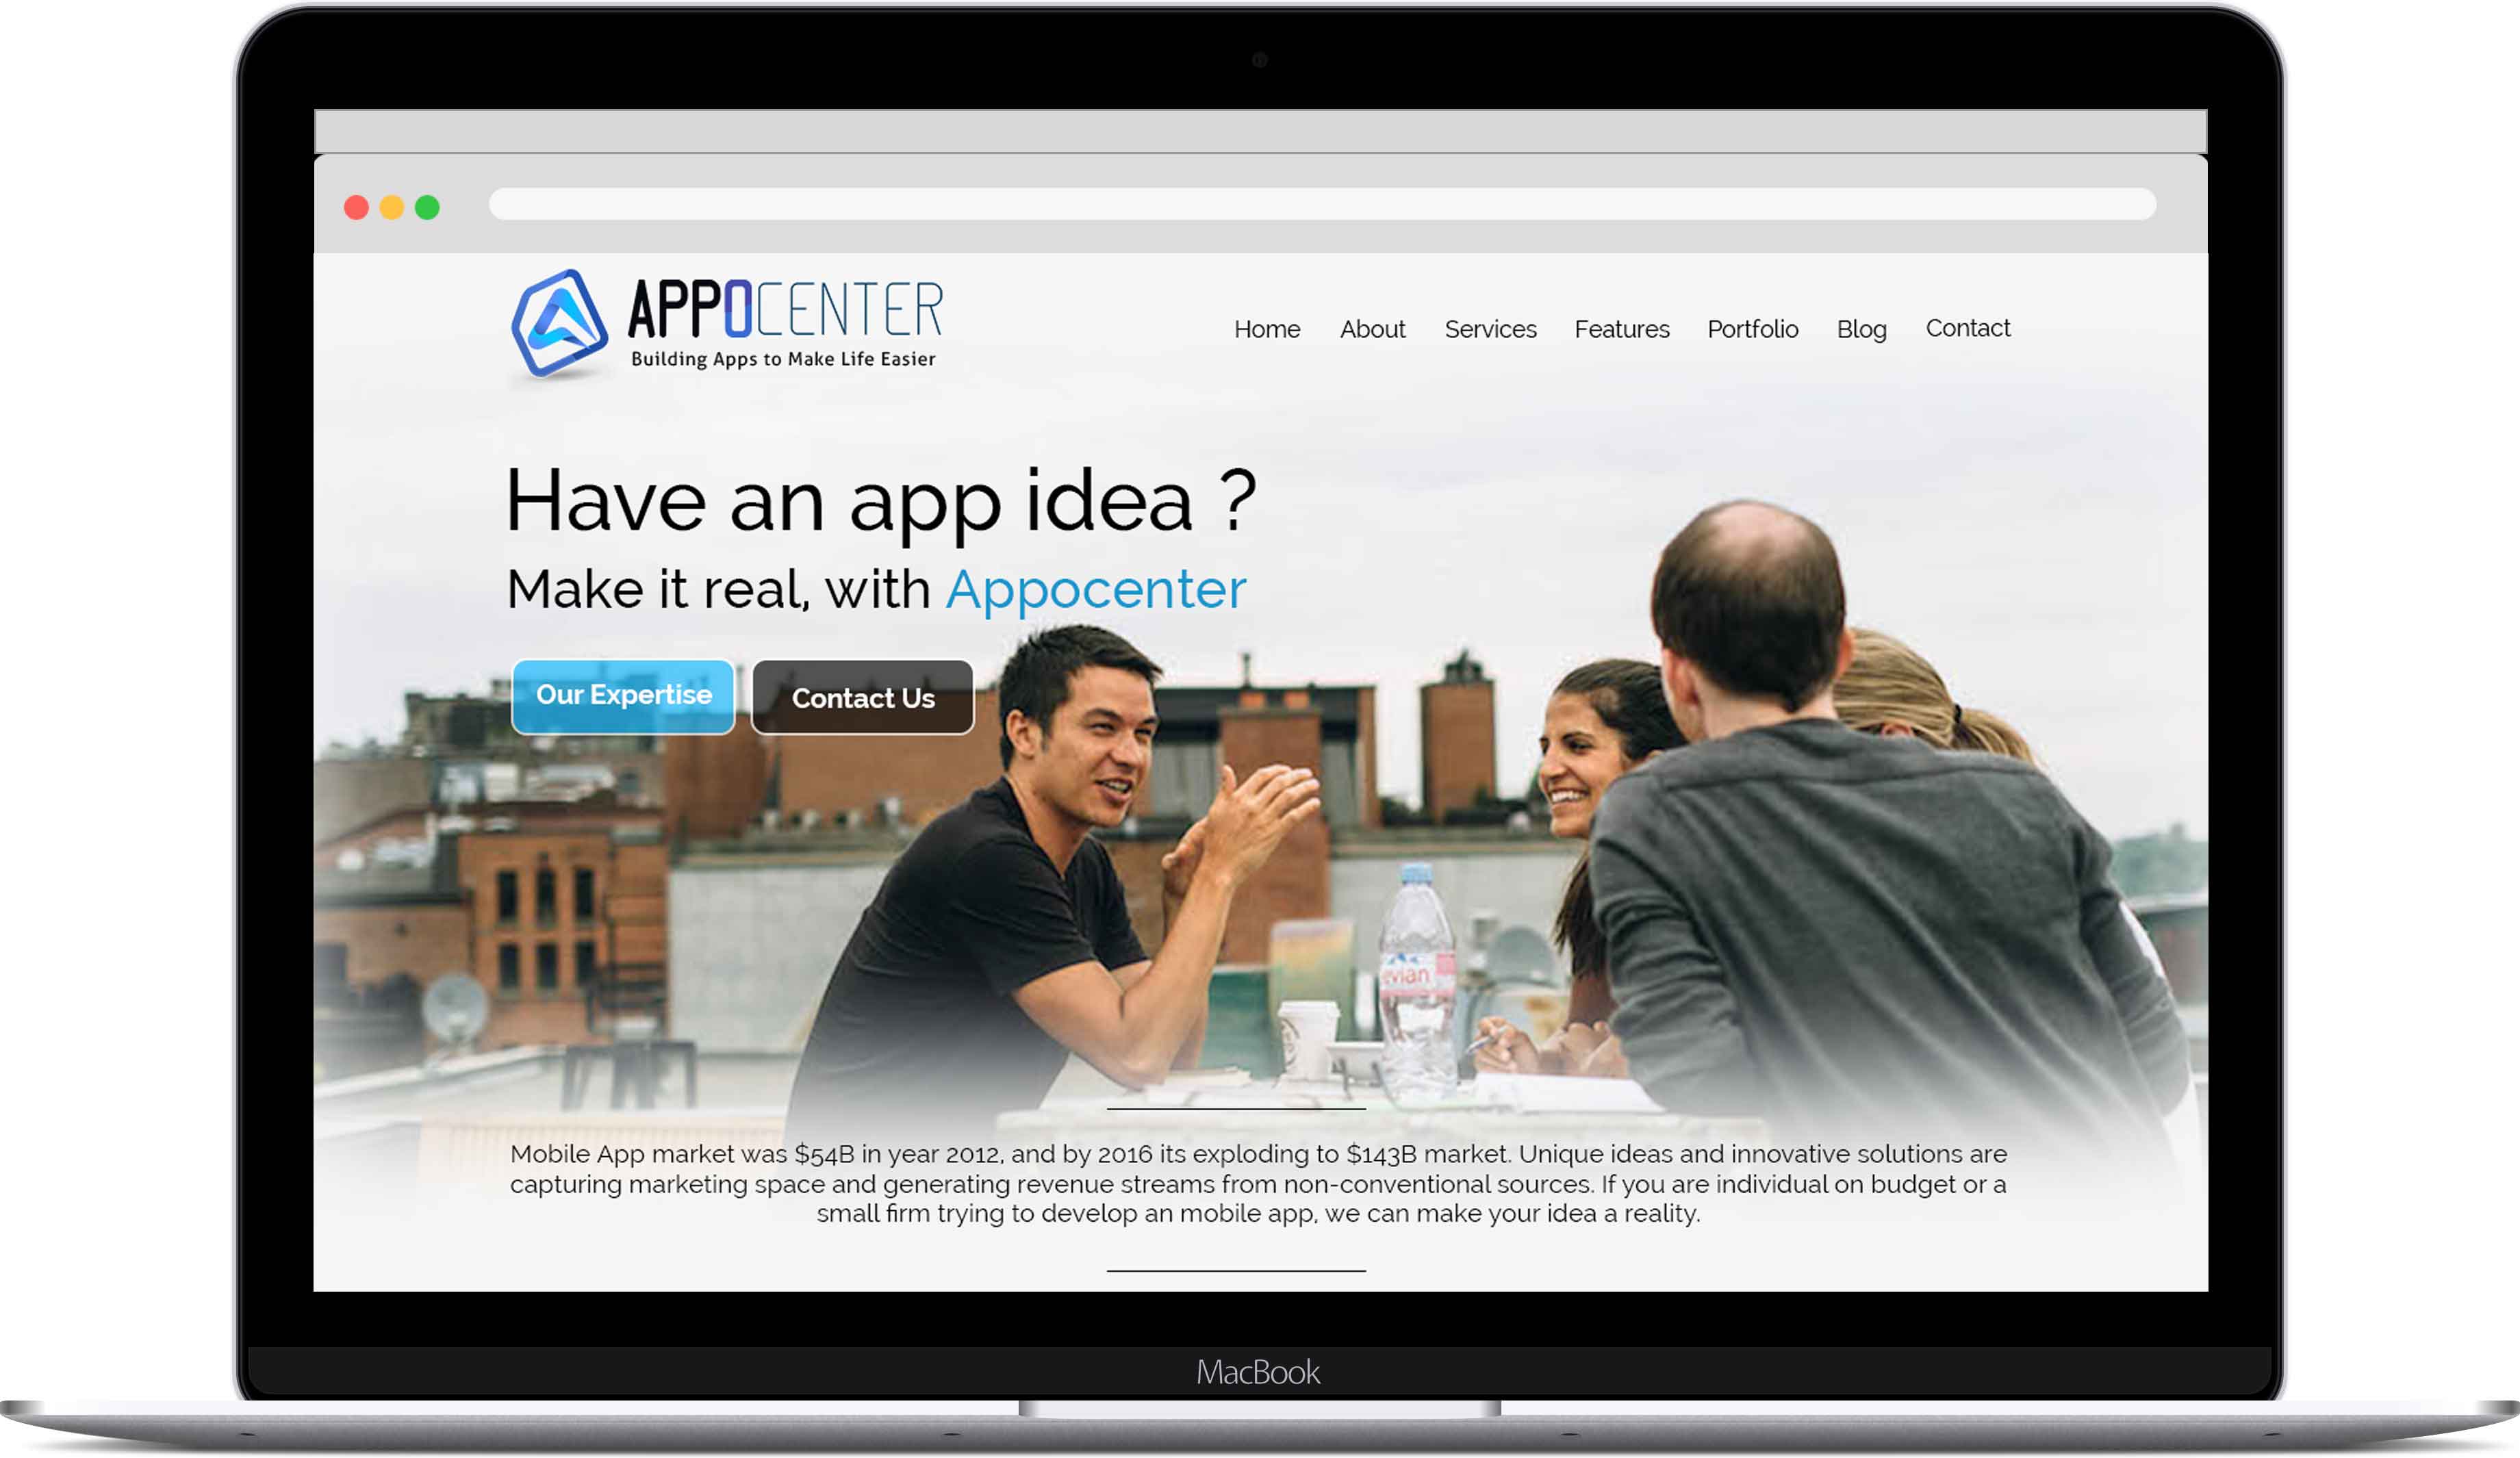 APPOCENTER
Building Apps to Make Life Easier
Home About Services Features Portfolio Blog Contact
Have an app idea ?
Make it real, with Appocenter
Our Expertise Contact Us
evian
Mobile App market was $54B in year 2012, and by 2016 its exploding to $143B market. Unique ideas and innovative solutions are
capturing marketing space and generating revenue streams from non-conventional sources. If you are individual on budget or a
small firm trying to develop an mobile app, we can make your idea a reality.
MacBook